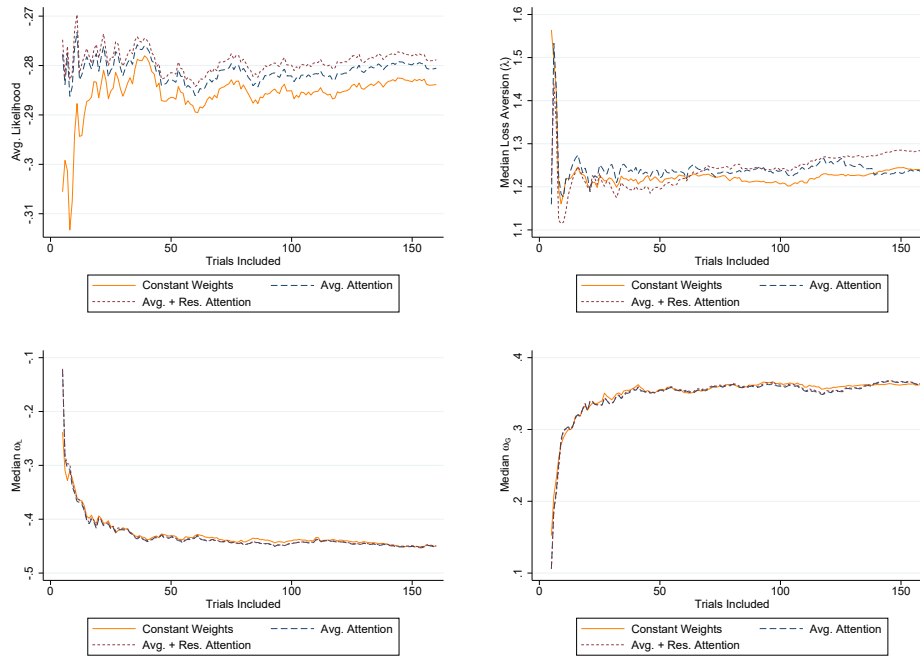 Avg. Likelihood
-.27
-.28
-.29
-.3
-.31
0
50
100
150
Trials Included
Constant Weights
Avg. Attention
Avg. + Res. Attention
Median Loss Aversion (λ)
1.6
1.5
1.4
1.3
1.2
1.1
0
50
100
150
Trials Included
Constant Weights
Avg. Attention
Avg. + Res. Attention
Median ωL
-.1
-.2
-.3
-.4
-.5
0
50
100
150
Trials Included
Constant Weights
Avg. Attention
Avg. + Res. Attention
Median ωG
.4
.3
.2
.1
0
50
100
150
Trials Included
Constant Weights
Avg. Attention
Avg. + Res. Attention